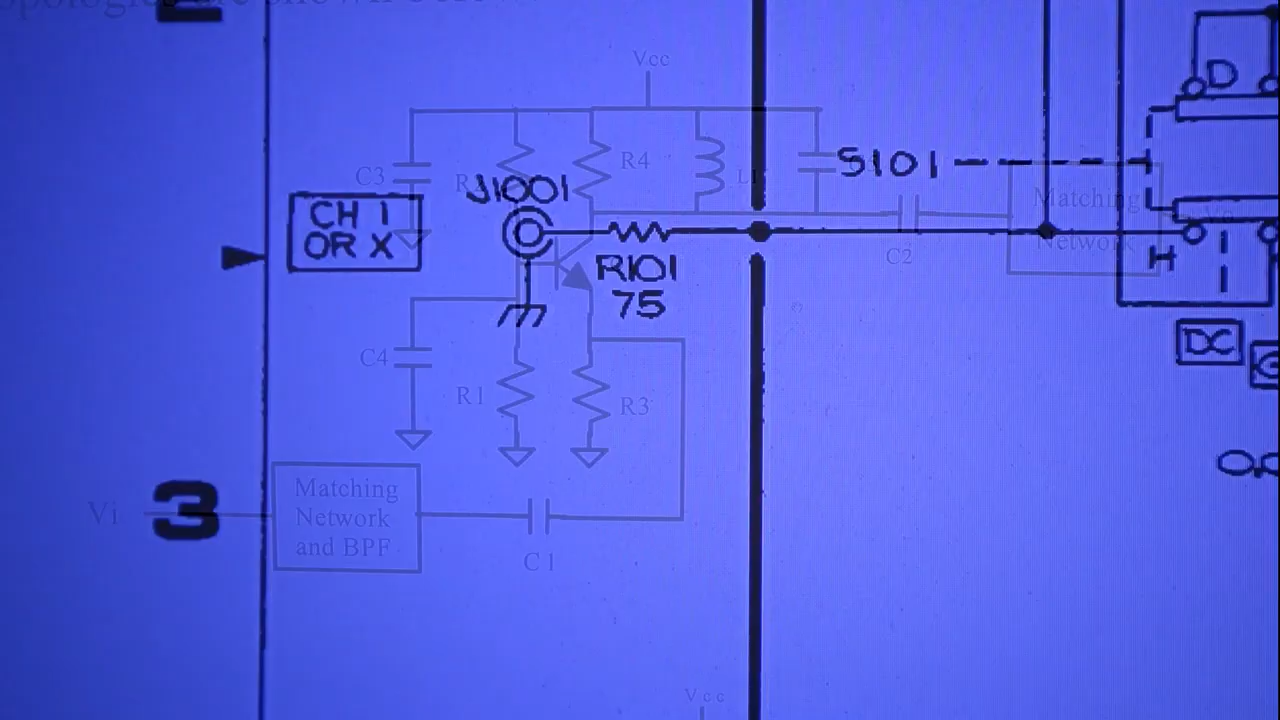 2
Vcc
C3
R4
S101
J1001
CH 1
OR X
Matching
Network
D
C2
H
R101
75
DC
C4
R1
R3
3
Vi
Matching
Network
and BPF
C1
Vcc